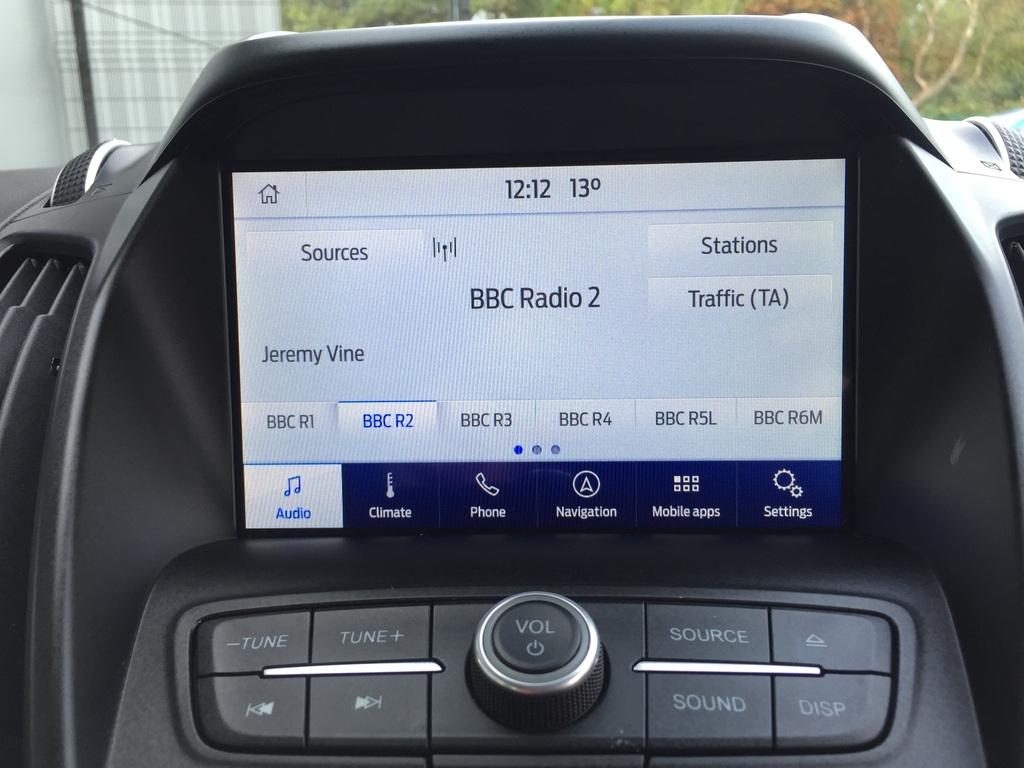 12:12 13º
Sources
Stations
BBC Radio 2
Traffic (TA)
Jeremy Vine
BBC R1 BBC R2 BBC R3 BBC R4 BBC R5L BBC R6M
Audio Climate Phone Navigation Mobile apps Settings
–TUNE TUNE+ VOL SOURCE
SOUND DISP